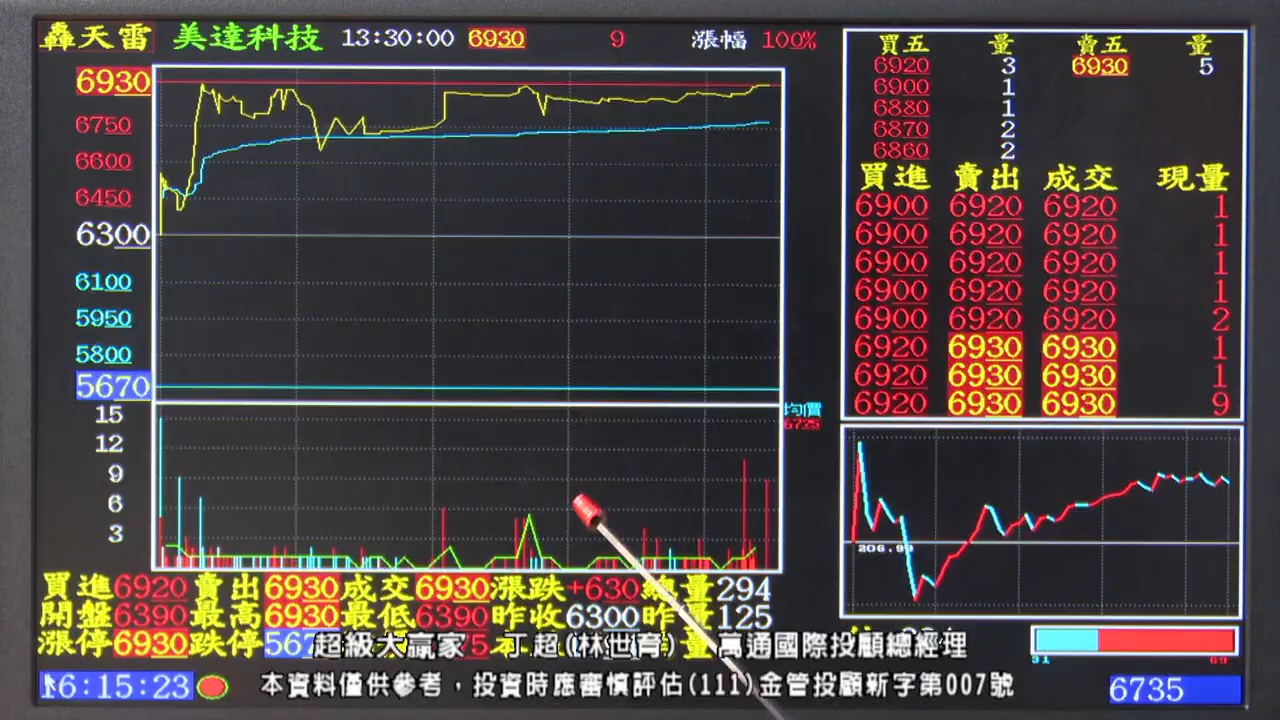 轟天雷 美達科技 13:30:00 6930 9 漲幅 100%
買五 量 賣五 量
6920 3 6930 5
6900 1
6880 1
6870 2
6860 2
6930
6750
6600
6450
6300
6100
5950
5800
5670
15
12
9
6
3
均價
6725
買進 賣出 成交 現量
6900 6920 6920 1
6900 6920 6920 1
6900 6920 6920 1
6900 6920 6920 1
6900 6920 6920 2
6920 6930 6930 1
6920 6930 6930 1
6920 6930 6930 9
買進6920 賣出6930 成交6930 漲跌+630 總量294
開盤6390 最高6930 最低6390 昨收6300 昨量125
漲停6930 跌停
超級大贏家 丁超(林世育) 萬通國際投顧總經理
31 69
16:15:23
本資料僅供參考，投資時應審慎評估(111)金管投顧新字第007號
6735